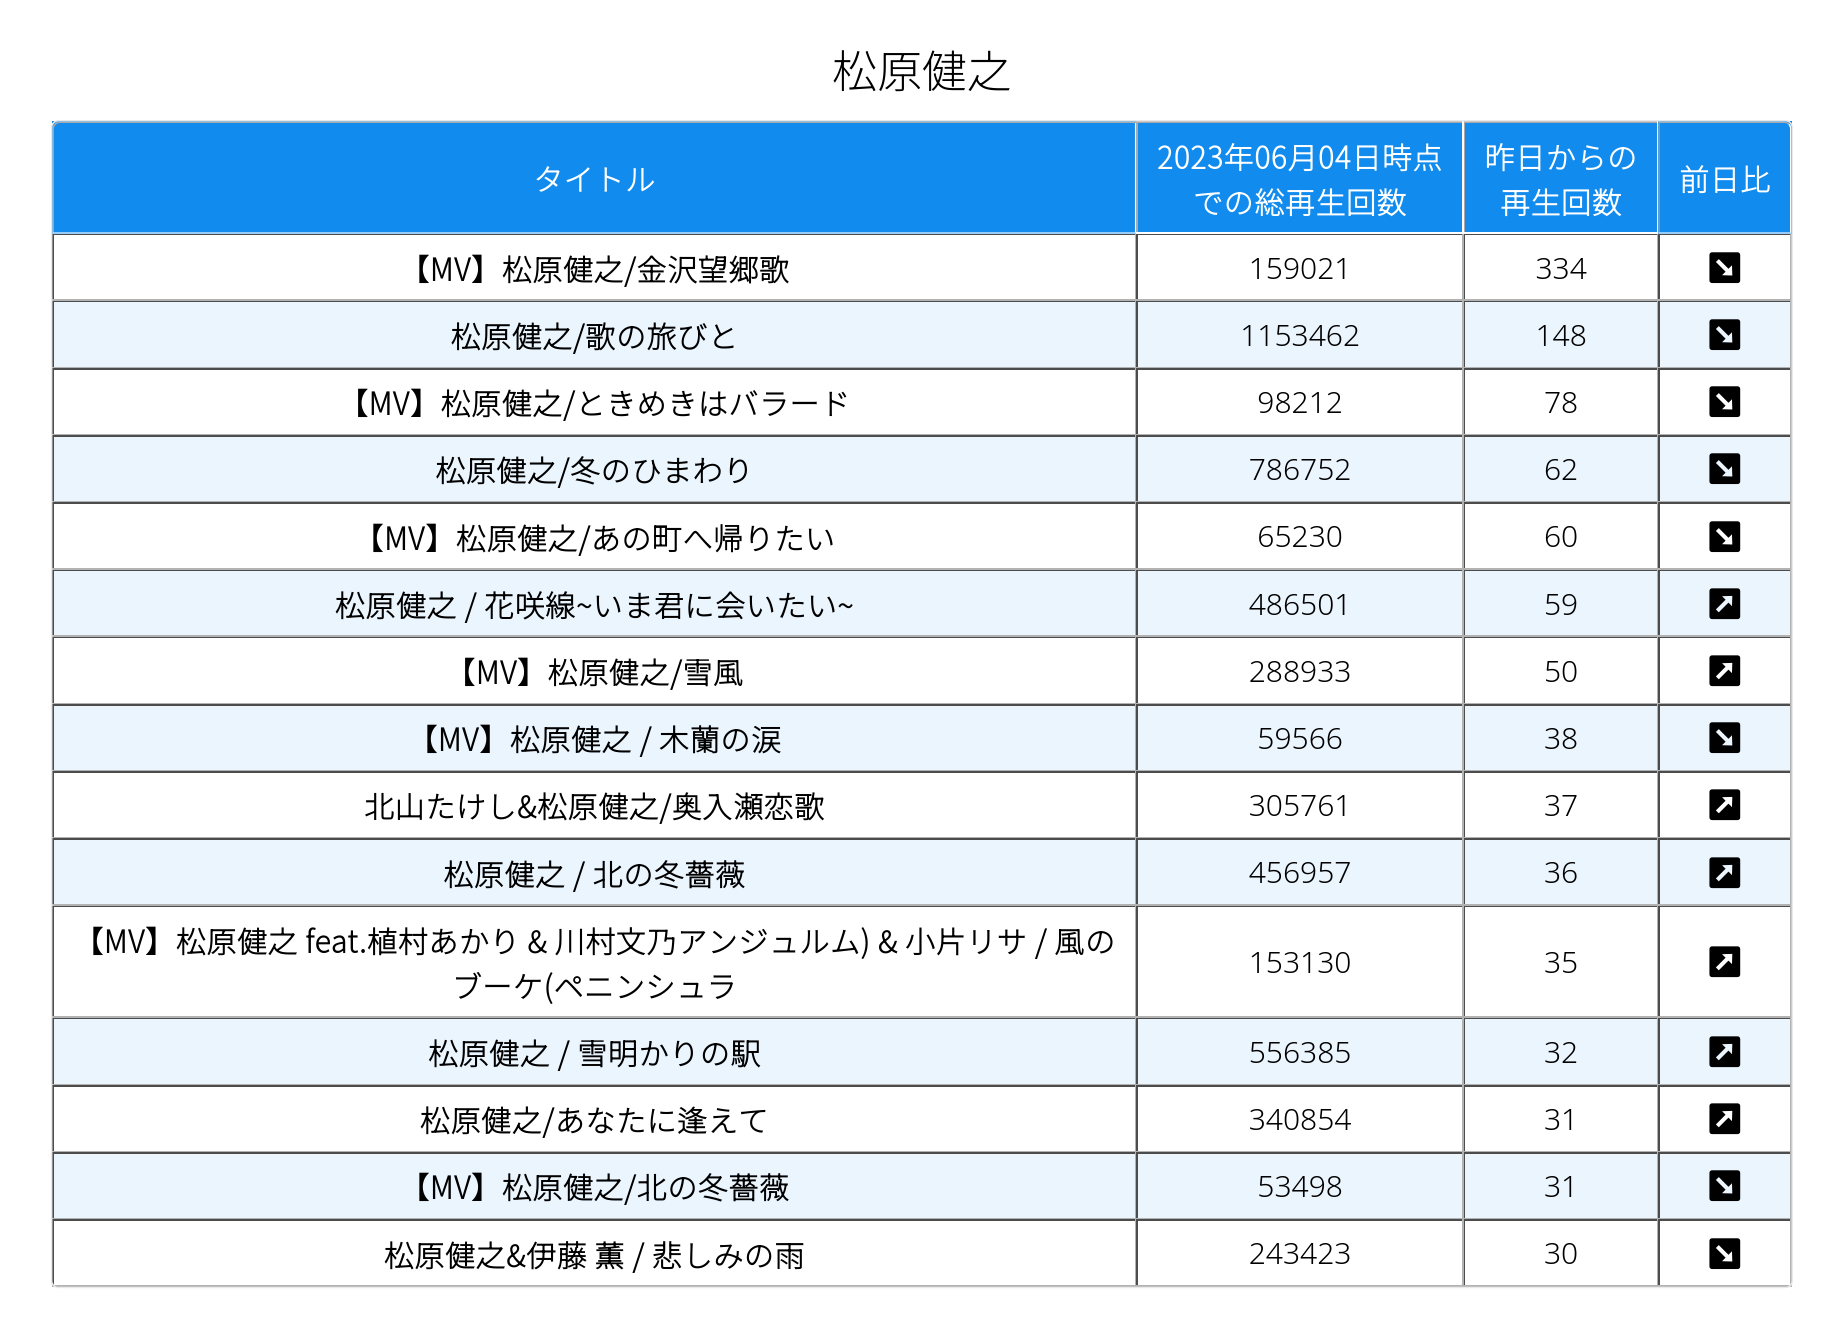 松原健之
タイトル
2023年06月04日時点
での総再生回数
昨日からの
再生回数
前日比
【MV】松原健之/金沢望郷歌 159021 334
松原健之/歌の旅びと 1153462 148
【MV】松原健之/ときめきはバラード 98212 78
松原健之/冬のひまわり 786752 62
【MV】松原健之/あの町へ帰りたい 65230 60
松原健之 / 花咲線~いま君に会いたい~ 486501 59
【MV】松原健之/雪風 288933 50
【MV】松原健之 / 木蘭の涙 59566 38
北山たけし&松原健之/奥入瀬恋歌 305761 37
松原健之 / 北の冬薔薇 456957 36
【MV】松原健之 feat.植村あかり & 川村文乃アンジュルム) & 小片リサ / 風の
ブーケ(ペニンシュラ 153130 35
松原健之 / 雪明かりの駅 556385 32
松原健之/あなたに逢えて 340854 31
【MV】松原健之/北の冬薔薇 53498 31
松原健之&伊藤 薫 / 悲しみの雨 243423 30